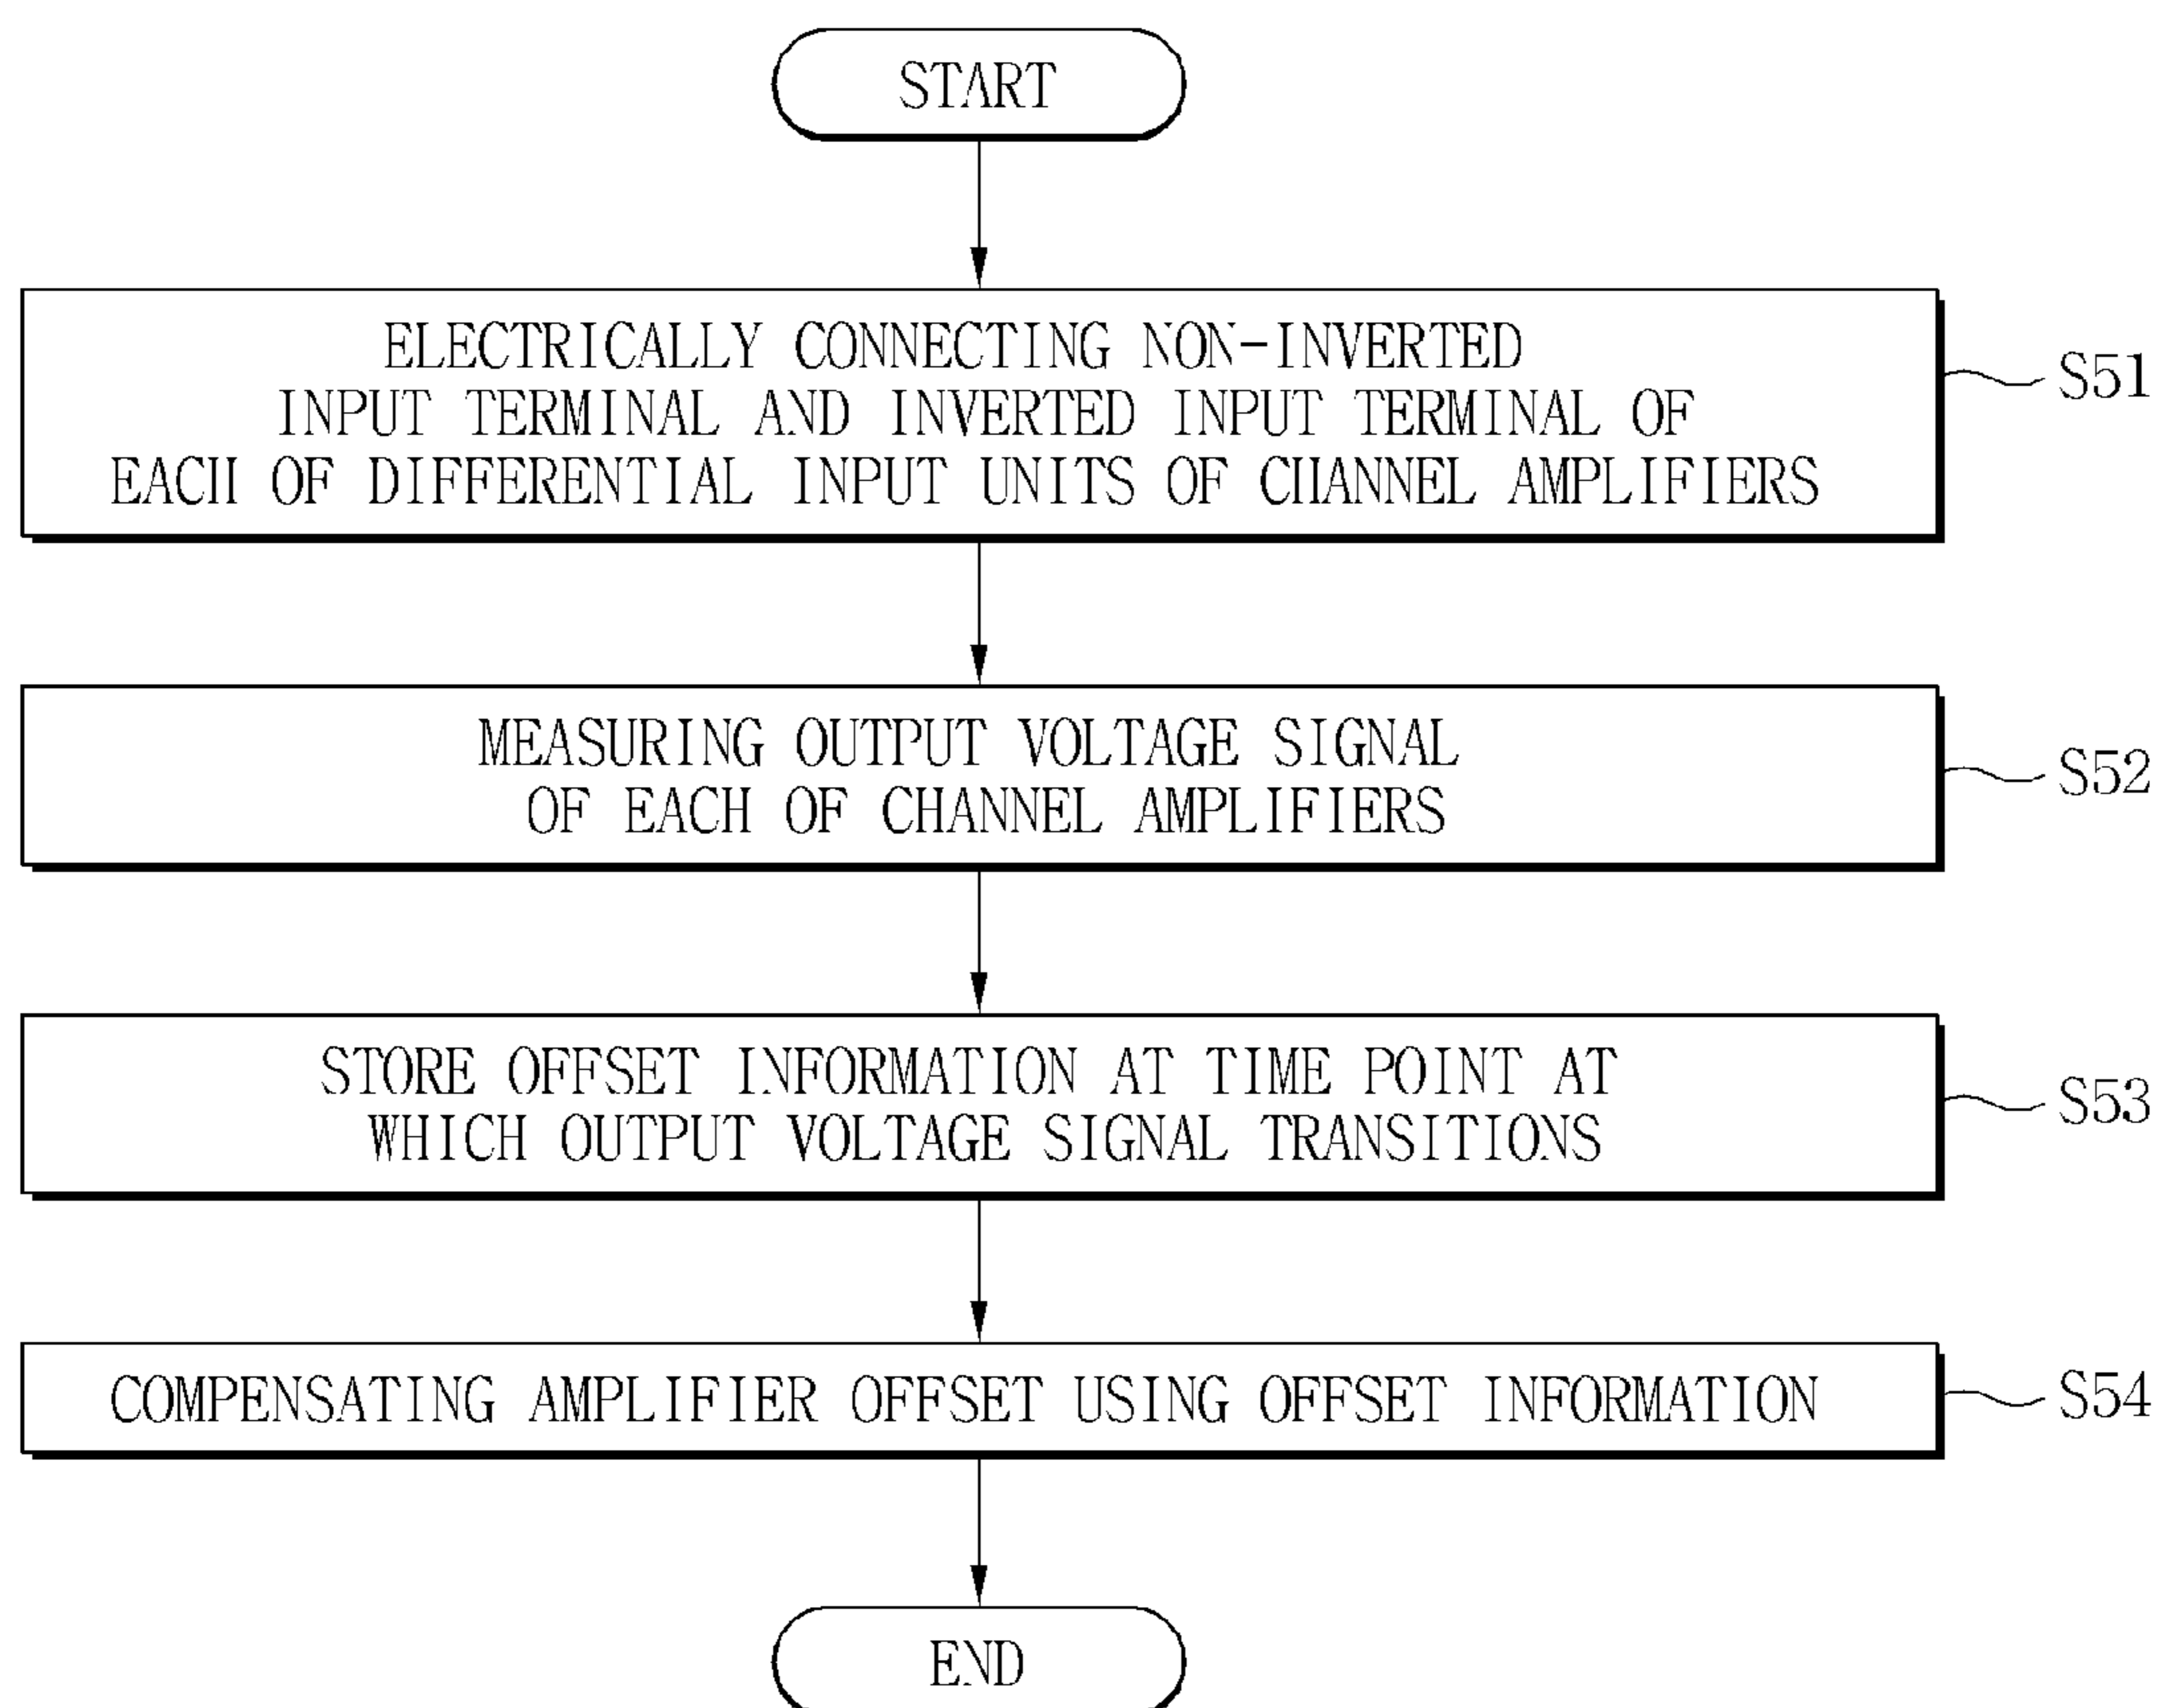 START
ELECTRICALLY CONNECTING NON-INVERTED
INPUT TERMINAL AND INVERTED INPUT TERMINAL OF
EACH OF DIFFERENTIAL INPUT UNITS OF CHANNEL AMPLIFIERS
S51
MEASURING OUTPUT VOLTAGE SIGNAL
OF EACH OF CHANNEL AMPLIFIERS
S52
STORE OFFSET INFORMATION AT TIME POINT AT
WHICH OUTPUT VOLTAGE SIGNAL TRANSITIONS
S53
COMPENSATING AMPLIFIER OFFSET USING OFFSET INFORMATION
S54
END